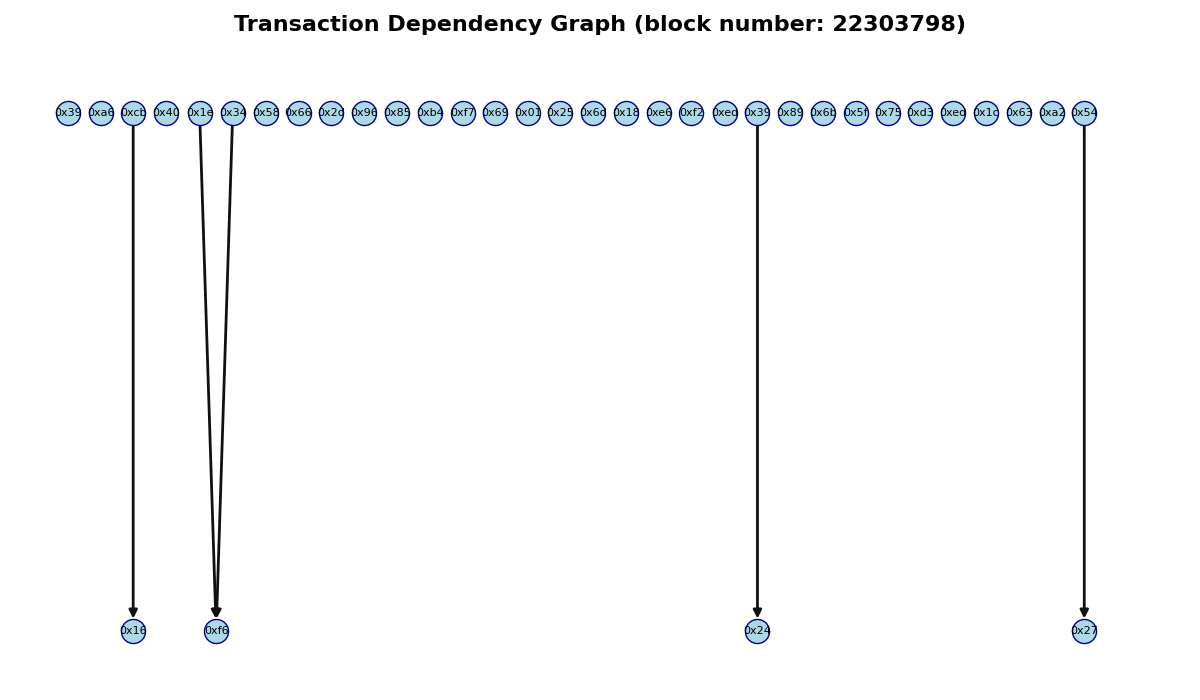 Transaction Dependency Graph (block number: 22303798)
0x39 0xa6 0xcb 0x40 0x1e 0x34 0x58 0x66 0x2d 0x96 0x85 0xb4 0xf7 0x69 0x01 0x25 0x6d 0x18 0xe6 0xf2 0xed 0x39 0x89 0x6b 0x5f 0x75 0xd3 0xed 0x1c 0x63 0xa2 0x54
0x16 0xf6 0x24 0x27